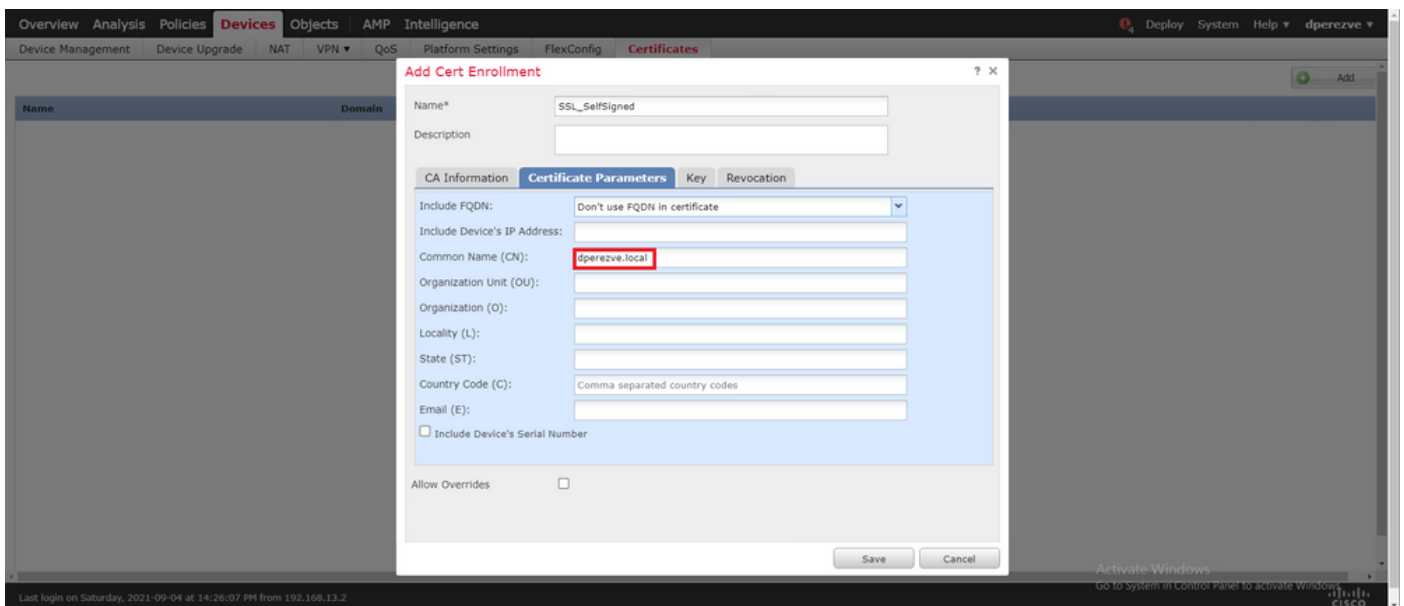 Overview Analysis Policies Devices Objects AMP Intelligence 4 Deploy System Help ▾ dperezve ▾
Device Management Device Upgrade NAT VPN ▾ QoS Platform Settings FlexConfig Certificates
Add Cert Enrollment ? ×
Add
Name Domain
Name* SSL_SelfSigned
Description
CA Information Certificate Parameters Key Revocation
Include FQDN: Don't use FQDN in certificate
Include Device's IP Address:
Common Name (CN): dperezve.local
Organization Unit (OU):
Organization (O):
Locality (L):
State (ST):
Country Code (C): Comma separated country codes
Email (E):
Include Device's Serial Number
Allow Overrides
Save Cancel
Activate Windows
Go to System in Control Panel to activate Windows.
Last login on Saturday, 2021-09-04 at 14:26:07 PM from 192.168.13.2
CISCO